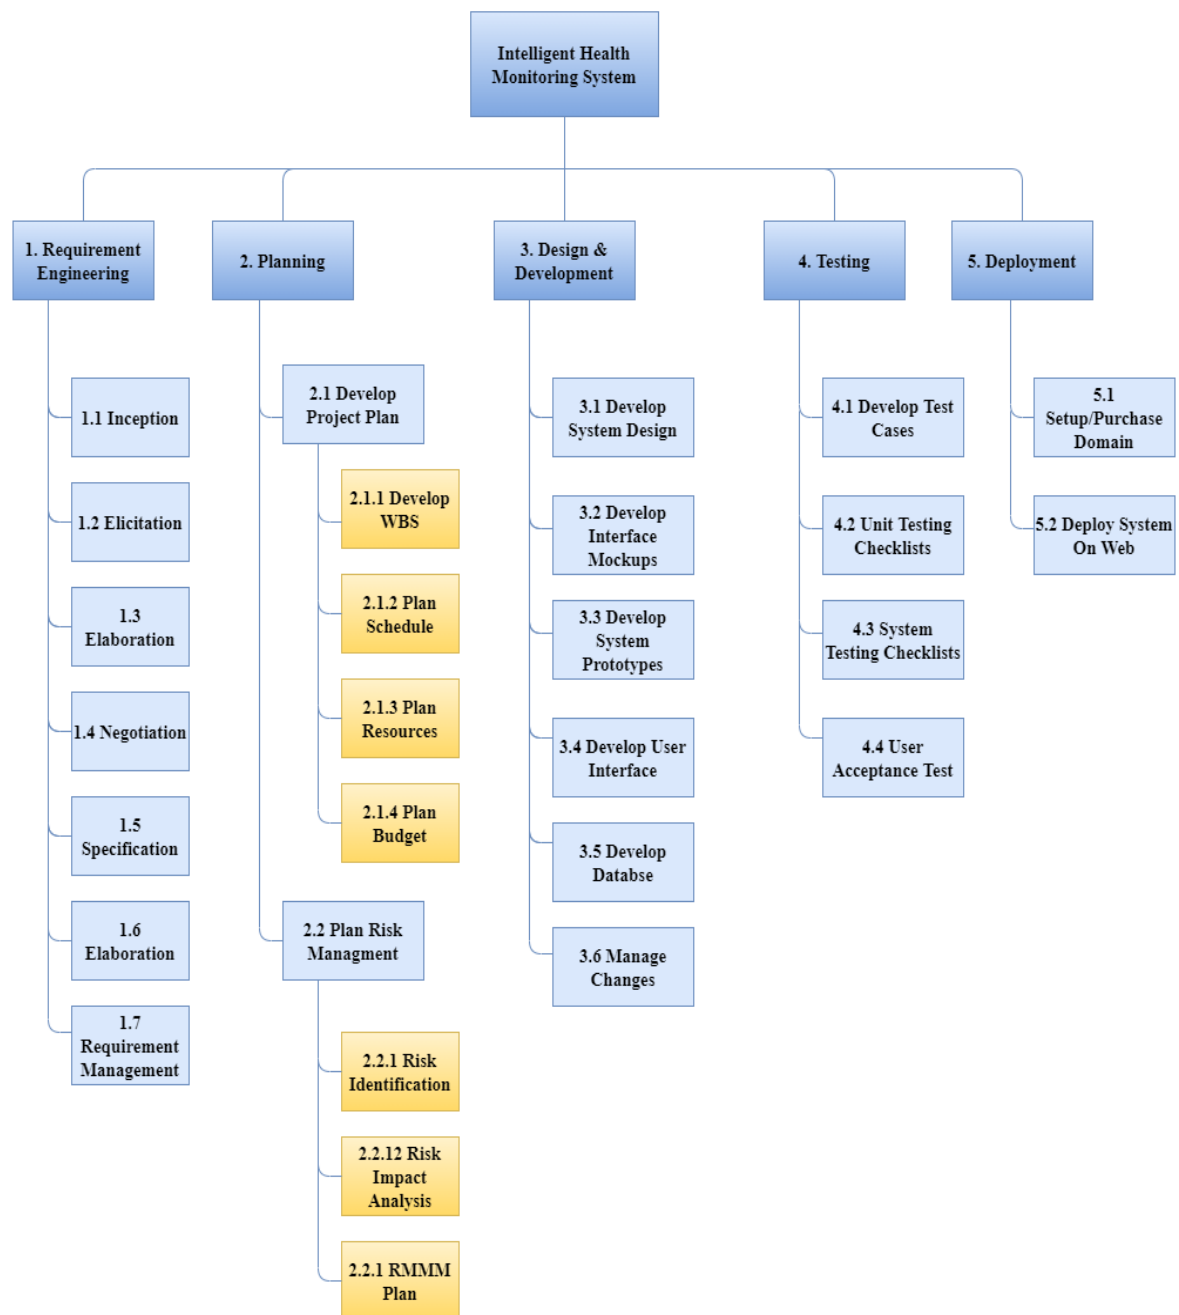 Intelligent Health
Monitoring System
1. Requirement
Engineering
2. Planning
3. Design &
Development
4. Testing
5. Deployment
1.1 Inception
1.2 Elicitation
1.3
Elaboration
1.4 Negotiation
1.5
Specification
1.6
Elaboration
1.7
Requirement
Management
2.1 Develop
Project Plan
2.1.1 Develop
WBS
2.1.2 Plan
Schedule
2.1.3 Plan
Resources
2.1.4 Plan
Budget
2.2 Plan Risk
Managment
2.2.1 Risk
Identification
2.2.12 Risk
Impact
Analysis
2.2.1 RMMM
Plan
3.1 Develop
System Design
3.2 Develop
Interface
Mockups
3.3 Develop
System
Prototypes
3.4 Develop User
Interface
3.5 Develop
Databse
3.6 Manage
Changes
4.1 Develop Test
Cases
4.2 Unit Testing
Checklists
4.3 System
Testing Checklists
4.4 User
Acceptance Test
5.1
Setup/Purchase
Domain
5.2 Deploy System
On Web